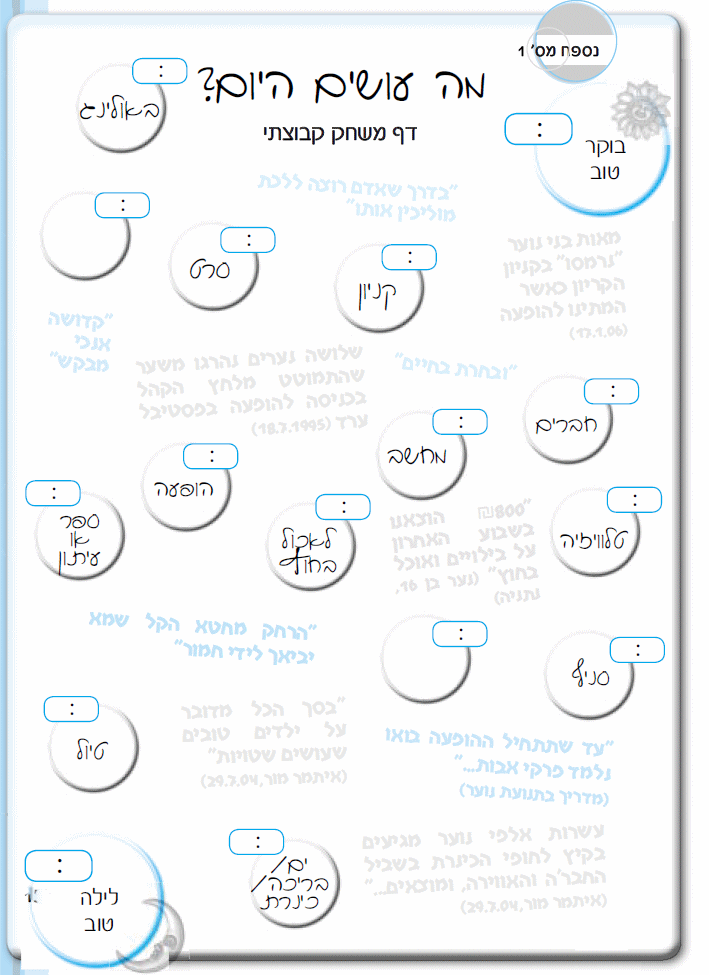 נספח מס' 1
מה עושים היום?
דף משחק קבוצתי
באולינג
:
:
בוקר
טוב
"בדרך שאדם רוצה ללכת
מוליכין אותו"
:
:
סרט
:
קניון
מאות בני נוער
"נרמסו" בקניון
הקריון כאשר
המתינו להופעה
(13.1.06)
"קדושה
אנכי
מבקש"
שלושה נערים נהרגו משער
שהתמוטט מלחץ הקהל
בכניסה להופעה בפסטיבל
ערד (18.7.1995)
"ובחרת בחיים"
:
חברים
:
מחשב
:
הופעה
:
ספר
או
עיתון
:
לאכול
בחוץ
"₪800 הוצאנו
בשבוע האחרון
על בילויים ואוכל
בחוץ" (נער בן 16,
נתניה)
:
טלוויזיה
"הרחק מחטא הקל שמא
יביאך לידי חמור"
:
:
סניף
:
טיול
"בסך הכל מדובר
על ילדים טובים
שעושים שטויות"
(איתמר מור, 29.7.04)
"עד שתתחיל ההופעה בואו
נלמד פרקי אבות..."
(מדריך בתנועת נוער)
:
לילה
טוב
:
ים/
בריכה/
כינרת
עשרות אלפי נוער מגיעים
בקיץ לחופי הכינרת בשביל
החבר'ה והאווירה, ומוצאים..."
(איתמר מור, 29.7.04)